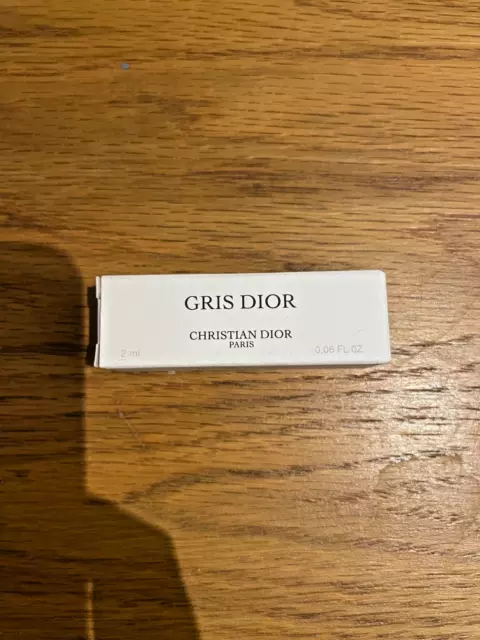 GRIS DIOR
CHRISTIAN DIOR
PARIS
2 ml
0.06 FL OZ